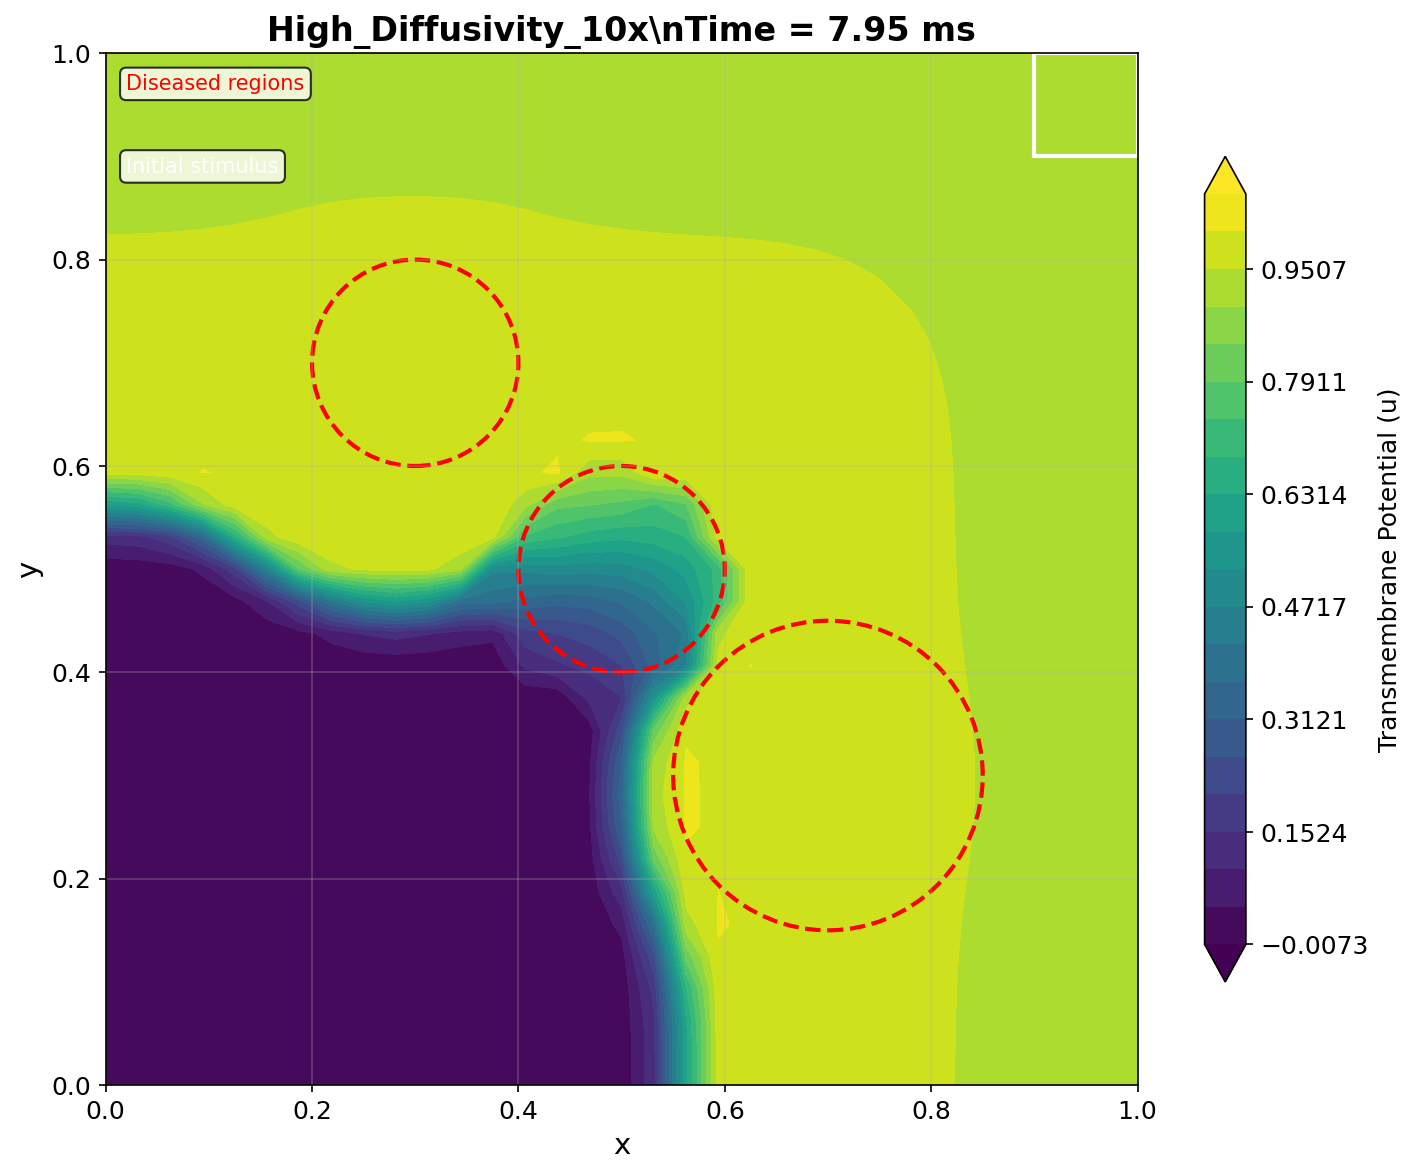 High_Diffusivity_10x\nTime = 7.95 ms
Diseased regions
Initial stimulus
1.0
0.8
0.6
0.4
0.2
0.0
y
0.0 0.2 0.4 0.6 0.8 1.0
x
0.9507
0.7911
0.6314
0.4717
0.3121
0.1524
−0.0073
Transmembrane Potential (u)